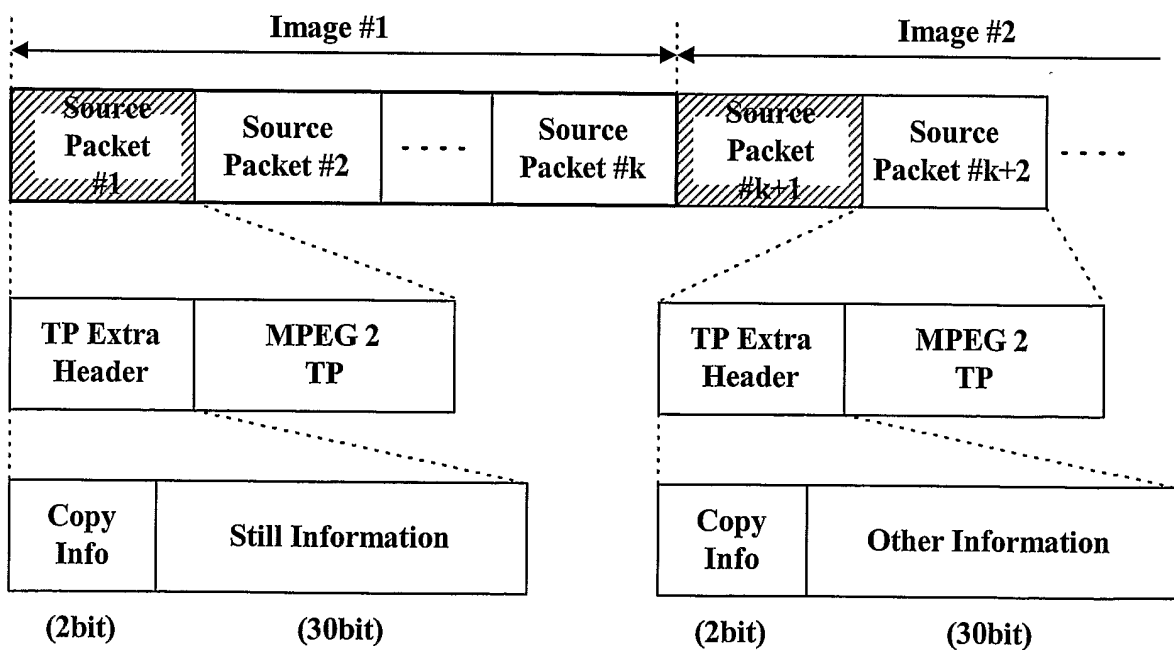 Image #1
Image #2
Source
Packet
#1
Source
Packet #2
Source
Packet #k
Source
Packet
#k+1
Source
Packet #k+2
TP Extra
Header
MPEG 2
TP
TP Extra
Header
MPEG 2
TP
Copy
Info
Still Information
Copy
Info
Other Information
(2bit)
(30bit)
(2bit)
(30bit)